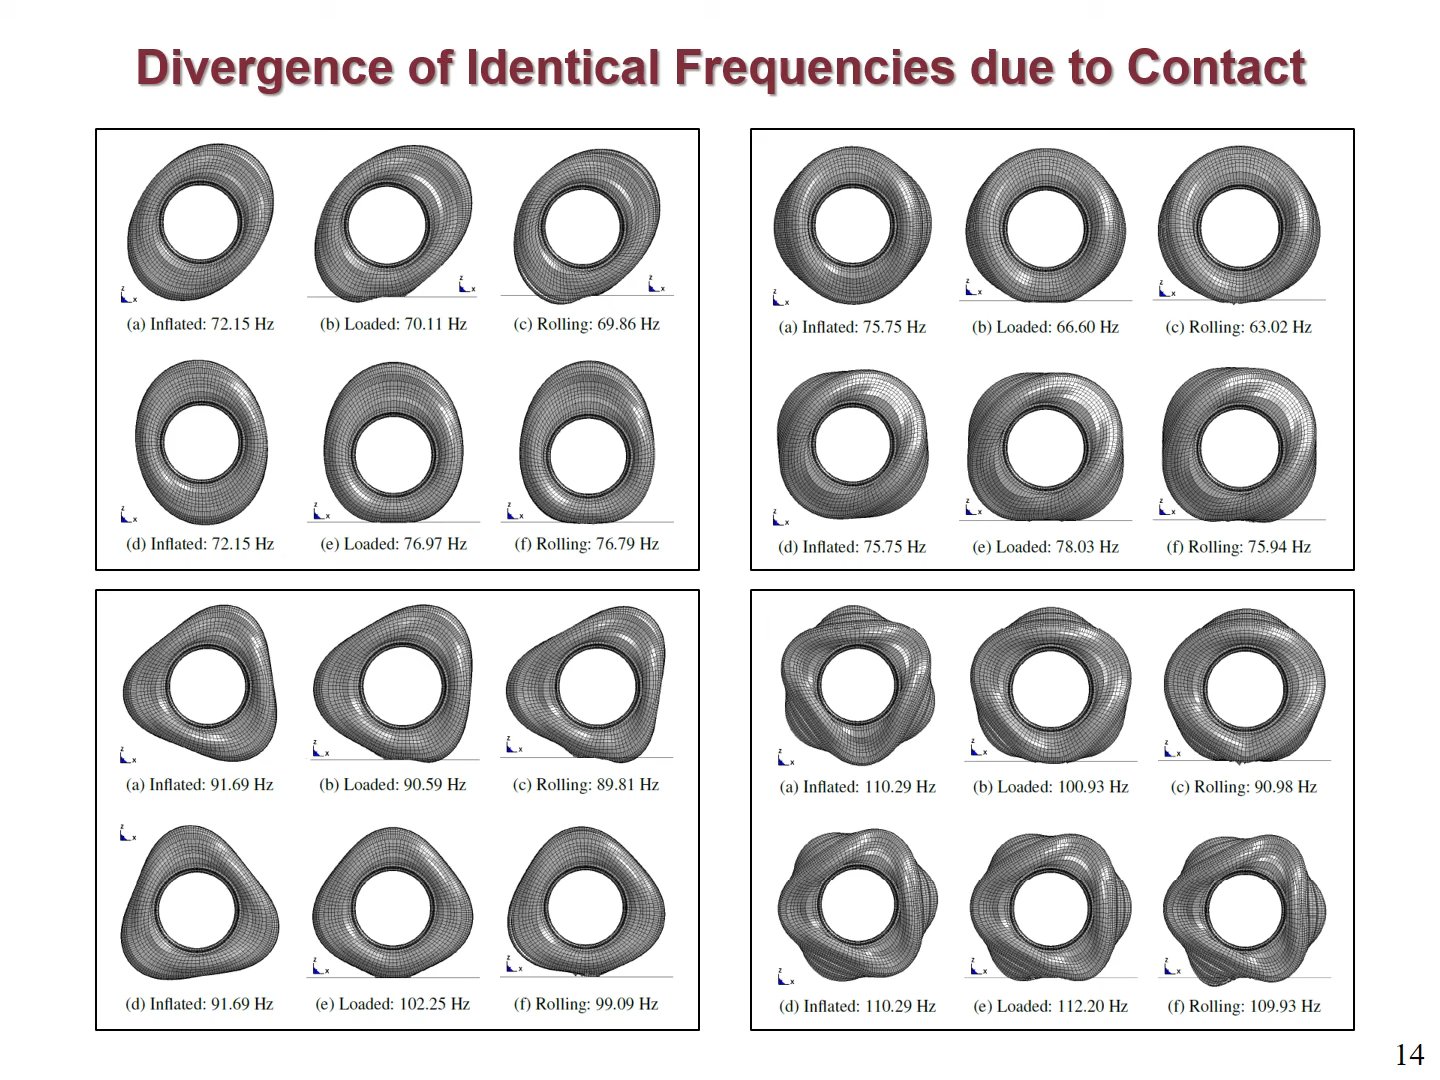 Divergence of Identical Frequencies due to Contact
z
x
z
x
z
x
(a) Inflated: 72.15 Hz
(b) Loaded: 70.11 Hz
(c) Rolling: 69.86 Hz
z
x
z
x
z
x
(d) Inflated: 72.15 Hz
(e) Loaded: 76.97 Hz
(f) Rolling: 76.79 Hz
z
x
z
x
z
x
(a) Inflated: 75.75 Hz
(b) Loaded: 66.60 Hz
(c) Rolling: 63.02 Hz
z
x
z
x
z
x
(d) Inflated: 75.75 Hz
(e) Loaded: 78.03 Hz
(f) Rolling: 75.94 Hz
z
x
z
x
z
x
(a) Inflated: 91.69 Hz
(b) Loaded: 90.59 Hz
(c) Rolling: 89.81 Hz
z
x
z
x
z
x
(d) Inflated: 91.69 Hz
(e) Loaded: 102.25 Hz
(f) Rolling: 99.09 Hz
z
x
z
x
z
x
(a) Inflated: 110.29 Hz
(b) Loaded: 100.93 Hz
(c) Rolling: 90.98 Hz
z
x
z
x
z
x
(d) Inflated: 110.29 Hz
(e) Loaded: 112.20 Hz
(f) Rolling: 109.93 Hz
14